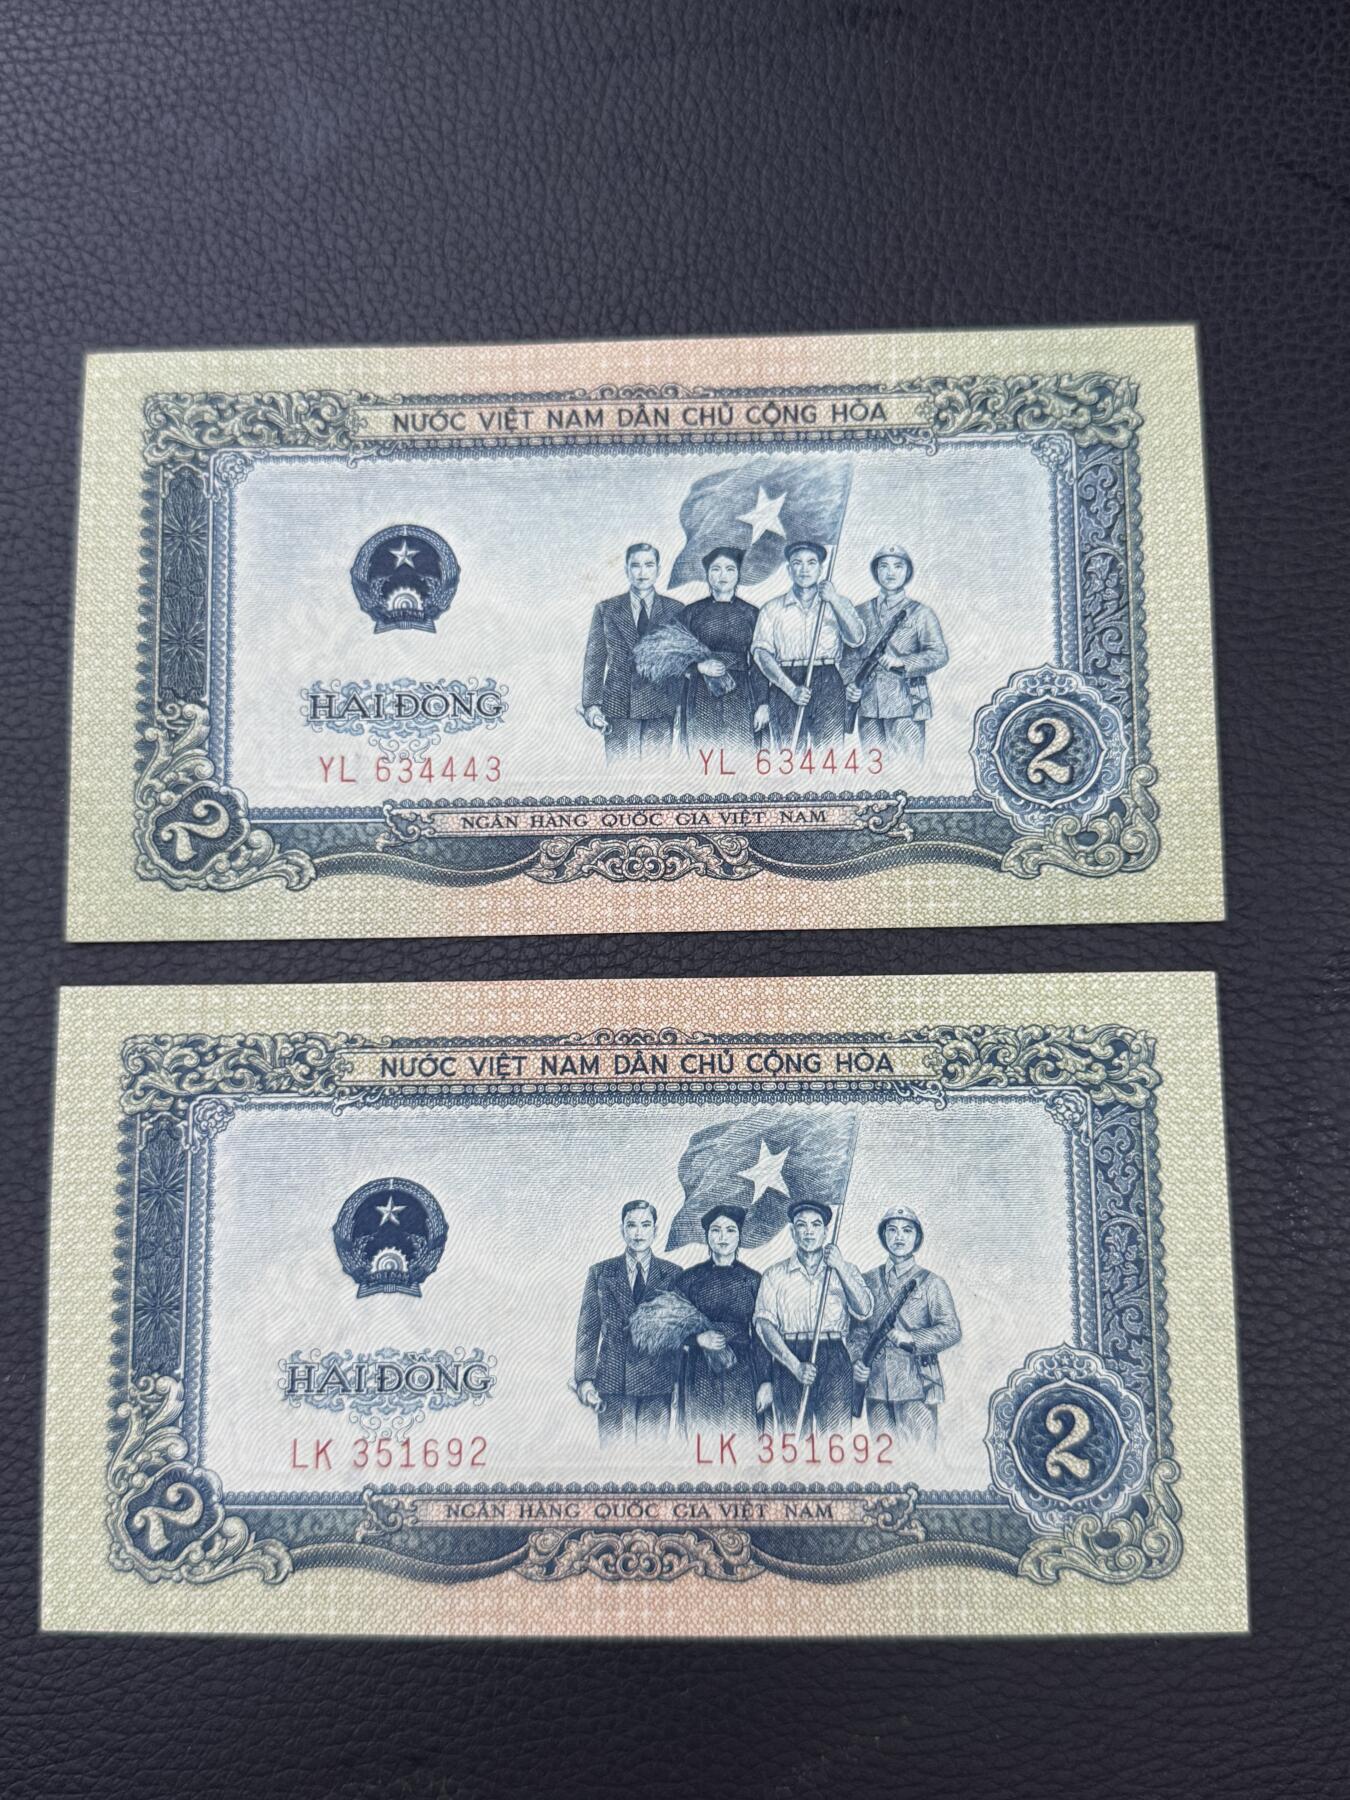 NƯỚC VIỆT NAM DÂN CHỦ CỘNG HÒA
HAI ĐỒNG
YL 634443 YL 634443
2 2
NGÂN HÀNG QUỐC GIA VIỆT NAM
NƯỚC VIỆT NAM DÂN CHỦ CỘNG HÒA
HAI ĐỒNG
LK 351692 LK 351692
2 2
NGÂN HÀNG QUỐC GIA VIỆT NAM